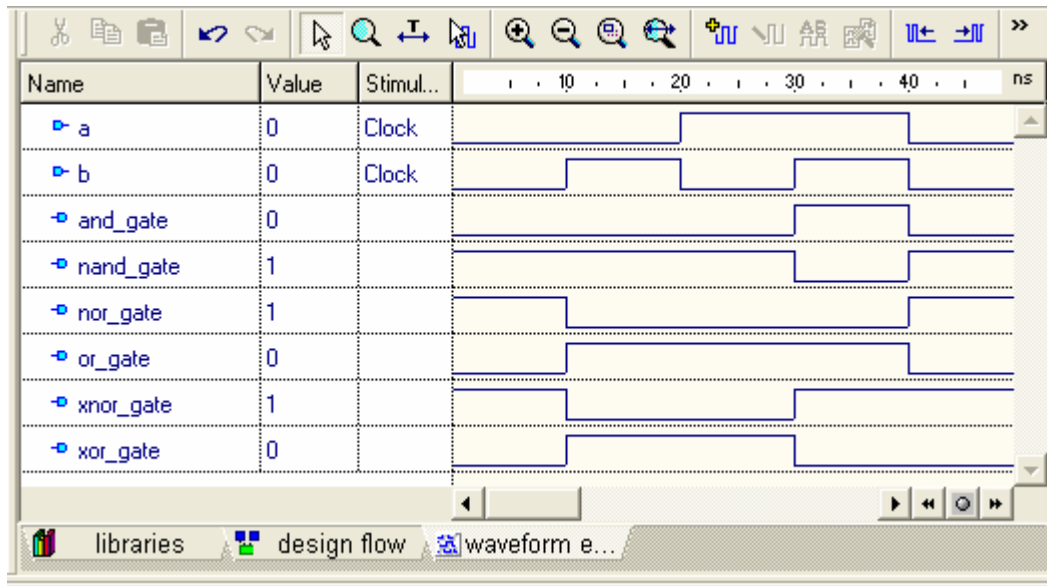 T
AB
»
Name Value Stimul... 10 20 30 40 ns
a 0 Clock
b 0 Clock
and_gate 0
nand_gate 1
nor_gate 1
or_gate 0
xnor_gate 1
xor_gate 0
libraries design flow waveform e...